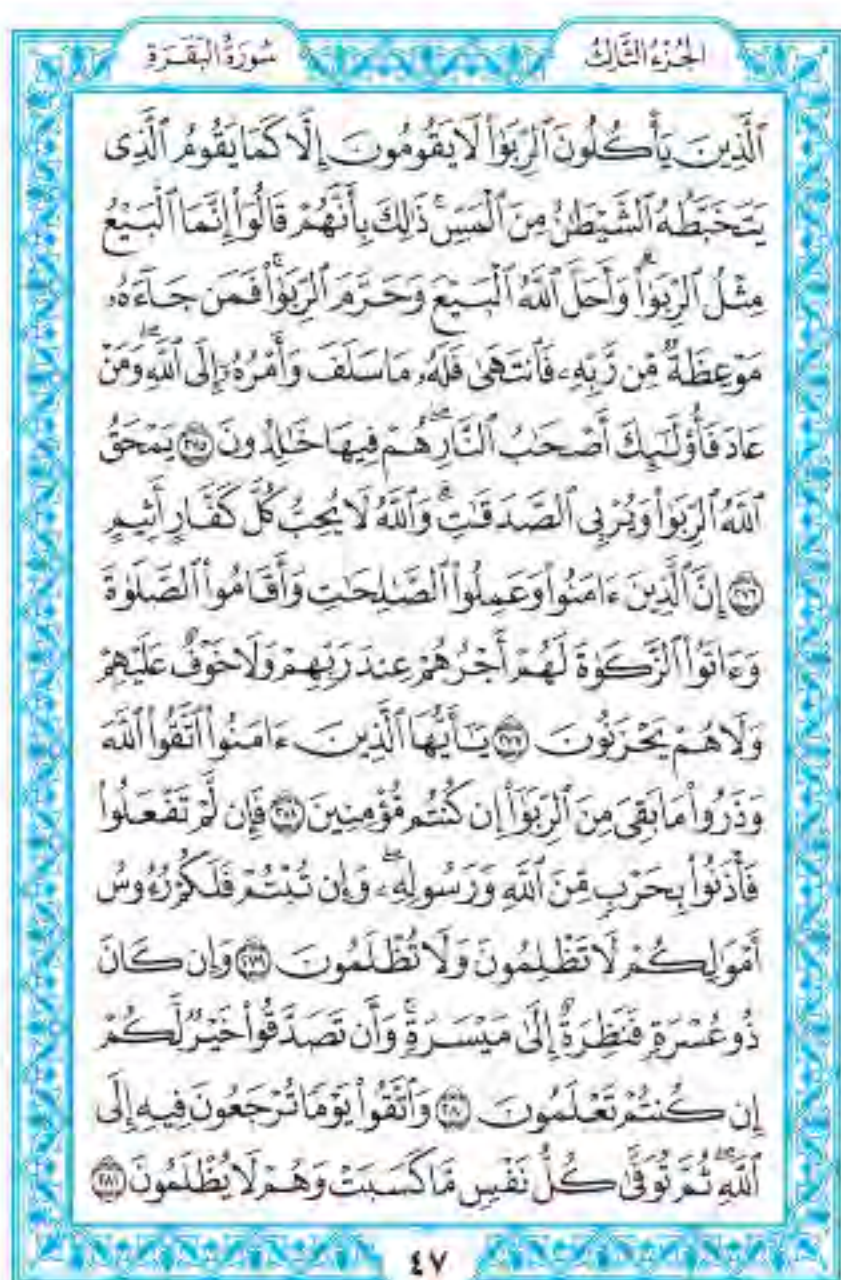 الجُزْءُ الثَّالِثُ
سُورَةُ البَقَرَةِ
ٱلَّذِينَ يَأْكُلُونَ ٱلرِّبَوٰا۟ لَا يَقُومُونَ إِلَّا كَمَا يَقُومُ ٱلَّذِى
يَتَخَبَّطُهُ ٱلشَّيْطَٰنُ مِنَ ٱلْمَسِّ ۚ ذَٰلِكَ بِأَنَّهُمْ قَالُوٓا۟ إِنَّمَا ٱلْبَيْعُ
مِثْلُ ٱلرِّبَوٰا۟ ۗ وَأَحَلَّ ٱللَّهُ ٱلْبَيْعَ وَحَرَّمَ ٱلرِّبَوٰا۟ ۚ فَمَن جَآءَهُۥ
مَوْعِظَةٌ مِّن رَّبِّهِۦ فَٱنتَهَىٰ فَلَهُۥ مَا سَلَفَ وَأَمْرُهُۥٓ إِلَى ٱللَّهِ ۖ وَمَنْ
عَادَ فَأُو۟لَٰٓئِكَ أَصْحَٰبُ ٱلنَّارِ ۖ هُمْ فِيهَا خَٰلِدُونَ ٢٧٥ يَمْحَقُ
ٱللَّهُ ٱلرِّبَوٰا۟ وَيُرْبِى ٱلصَّدَقَٰتِ ۗ وَٱللَّهُ لَا يُحِبُّ كُلَّ كَفَّارٍ أَثِيمٍ
٢٧٦ إِنَّ ٱلَّذِينَ ءَامَنُوا۟ وَعَمِلُوا۟ ٱلصَّٰلِحَٰتِ وَأَقَامُوا۟ ٱلصَّلَوٰةَ
وَءَاتَوُا۟ ٱلزَّكَوٰةَ لَهُمْ أَجْرُهُمْ عِندَ رَبِّهِمْ وَلَا خَوْفٌ عَلَيْهِمْ
وَلَا هُمْ يَحْزَنُونَ ٢٧٧ يَٰٓأَيُّهَا ٱلَّذِينَ ءَامَنُوا۟ ٱتَّقُوا۟ ٱللَّهَ
وَذَرُوا۟ مَا بَقِىَ مِنَ ٱلرِّبَوٰٓا۟ إِن كُنتُم مُّؤْمِنِينَ ٢٧٨ فَإِن لَّمْ تَفْعَلُوا۟
فَأْذَنُوا۟ بِحَرْبٍ مِّنَ ٱللَّهِ وَرَسُولِهِۦ ۖ وَإِن تُبْتُمْ فَلَكُمْ رُءُوسُ
أَمْوَٰلِكُمْ لَا تَظْلِمُونَ وَلَا تُظْلَمُونَ ٢٧٩ وَإِن كَانَ
ذُو عُسْرَةٍ فَنَظِرَةٌ إِلَىٰ مَيْسَرَةٍ ۚ وَأَن تَصَدَّقُوا۟ خَيْرٌ لَّكُمْ
إِن كُنتُمْ تَعْلَمُونَ ٢٨٠ وَٱتَّقُوا۟ يَوْمًا تُرْجَعُونَ فِيهِ إِلَى
ٱللَّهِ ۖ ثُمَّ تُوَفَّىٰ كُلُّ نَفْسٍ مَّا كَسَبَتْ وَهُمْ لَا يُظْلَمُونَ ٢٨١
٤٧